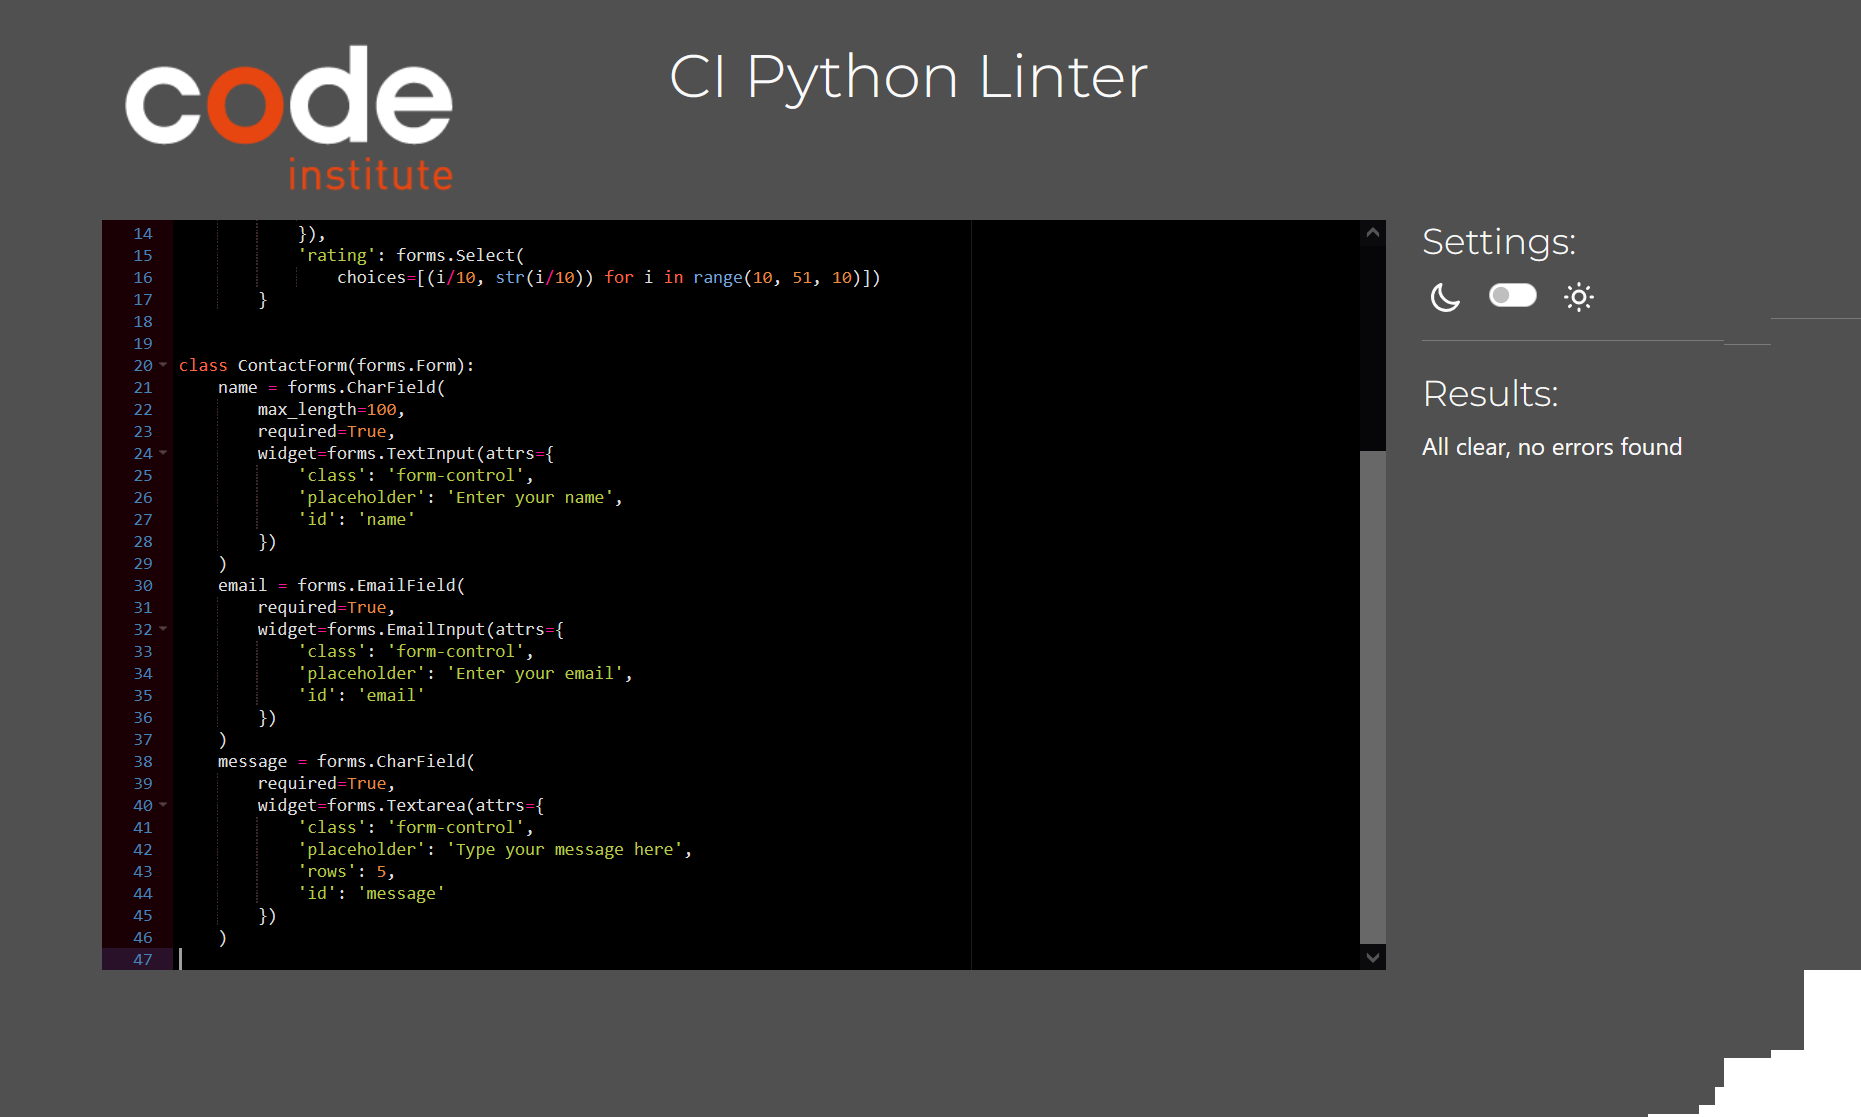 code
institute
CI Python Linter
14 }),
15 'rating': forms.Select(
16 choices=[(i/10, str(i/10)) for i in range(10, 51, 10)])
17 }
18
19
20 class ContactForm(forms.Form):
21 name = forms.CharField(
22 max_length=100,
23 required=True,
24 widget=forms.TextInput(attrs={
25 'class': 'form-control',
26 'placeholder': 'Enter your name',
27 'id': 'name'
28 })
29 )
30 email = forms.EmailField(
31 required=True,
32 widget=forms.EmailInput(attrs={
33 'class': 'form-control',
34 'placeholder': 'Enter your email',
35 'id': 'email'
36 })
37 )
38 message = forms.CharField(
39 required=True,
40 widget=forms.Textarea(attrs={
41 'class': 'form-control',
42 'placeholder': 'Type your message here',
43 'rows': 5,
44 'id': 'message'
45 })
46 )
47
Settings:
Results:
All clear, no errors found